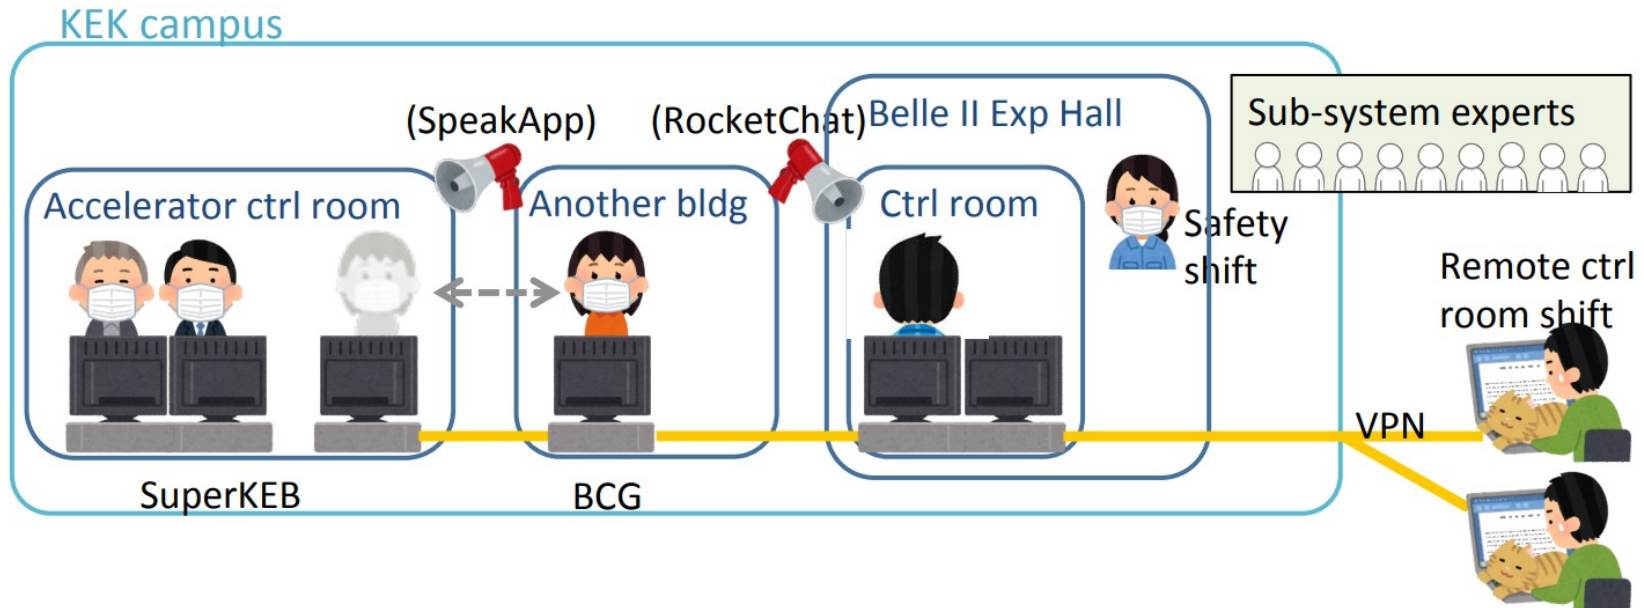 KEK campus
(SpeakApp)
(RocketChat)
Belle II Exp Hall
Sub-system experts
Accelerator ctrl room
Another bldg
Ctrl room
Safety
shift
Remote ctrl
room shift
VPN
SuperKEB
BCG